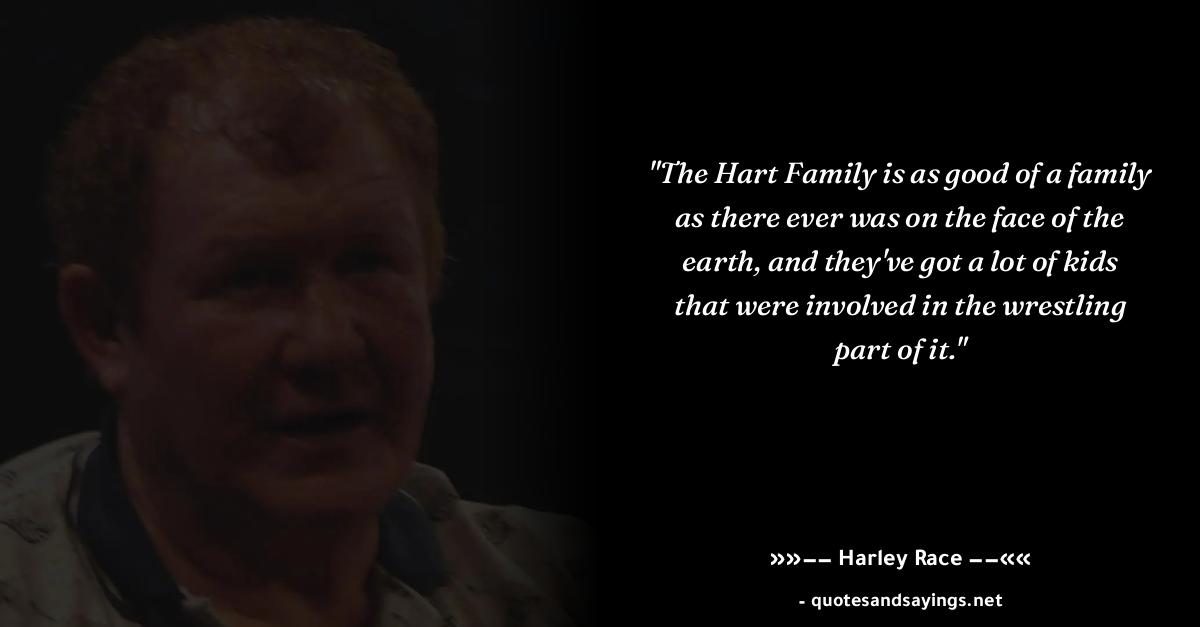 "The Hart Family is as good of a family
as there ever was on the face of the
earth, and they've got a lot of kids
that were involved in the wrestling
part of it."
»»−− Harley Race −−««
- quotesandsayings.net